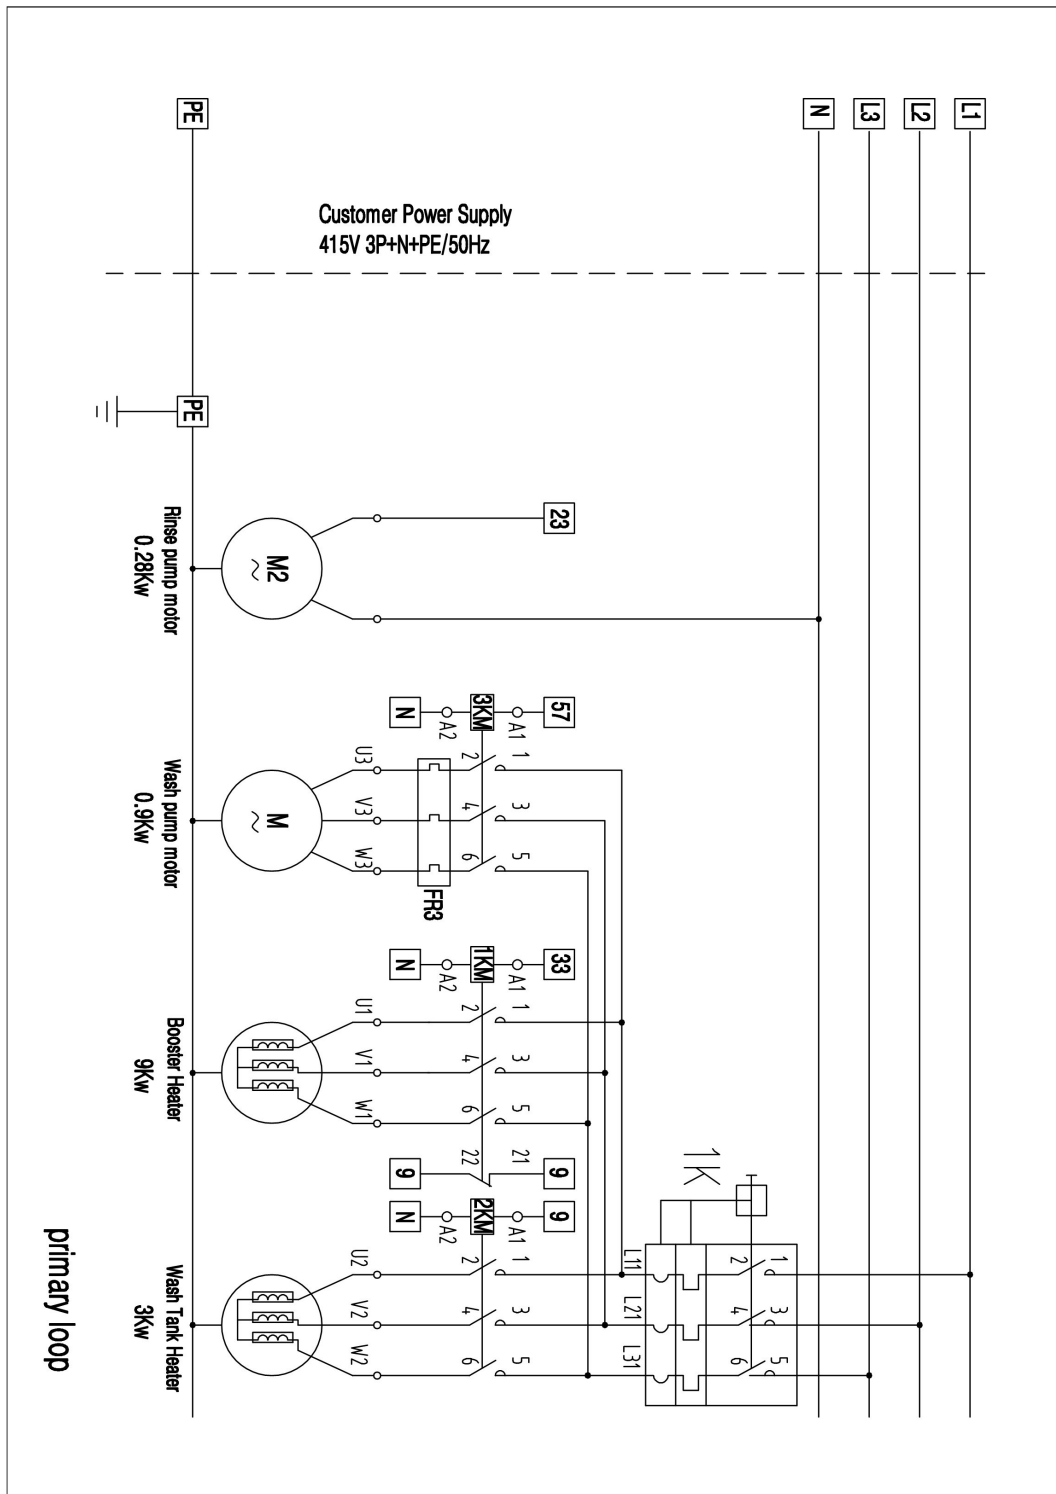 PE
N
L3
L2
L1
Customer Power Supply
415V 3P+N+PE/50Hz
PE
M2
~
23
Rinse pump motor
0.28Kw
N
A2
3KM
A1
57
U3
V3
W3
2
4
6
1
3
5
M
~
FR3
Wash pump motor
0.9Kw
N
A2
1KM
A1
33
U1
V1
W1
2
4
6
1
3
5
Booster Heater
9Kw
9
22
21
9
1K
N
A2
2KM
A1
9
U2
V2
W2
2
4
6
1
3
5
L11
L21
L31
2
4
6
1
3
5
Wash Tank Heater
3Kw
primary loop